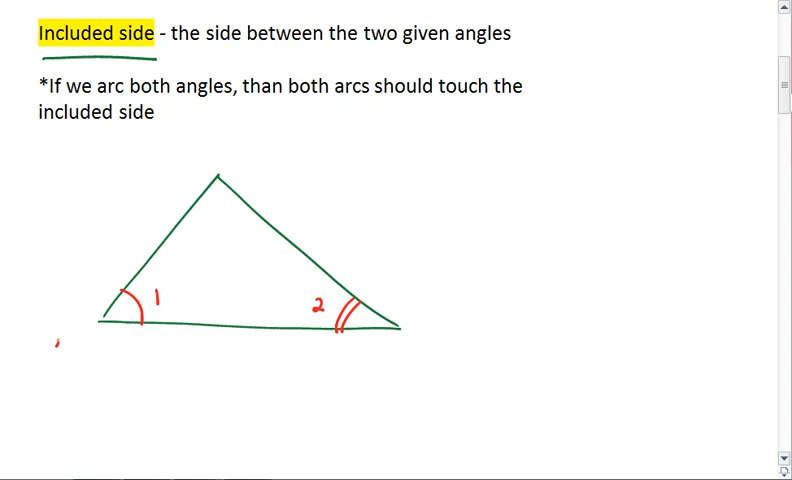 Included side - the side between the two given angles
*If we arc both angles, than both arcs should touch the
included side
1
2